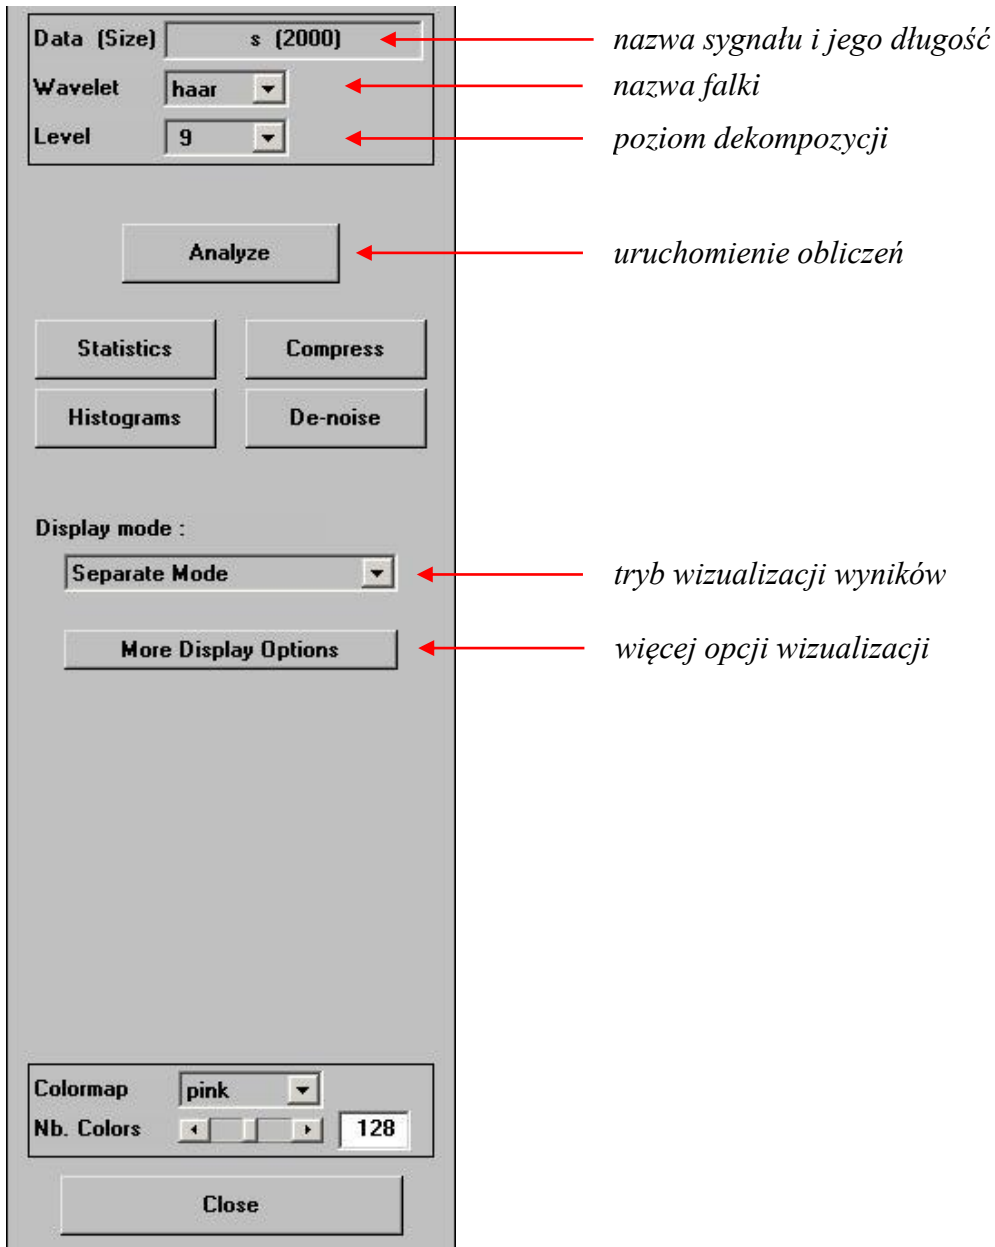 Data (Size) s (2000) nazwa sygnału i jego długość
Wavelet haar nazwa falki
Level 9 poziom dekompozycji
Analyze uruchomienie obliczeń
Statistics Compress
Histograms De-noise
Display mode :
Separate Mode tryb wizualizacji wyników
More Display Options więcej opcji wizualizacji
Colormap pink
Nb. Colors 128
Close